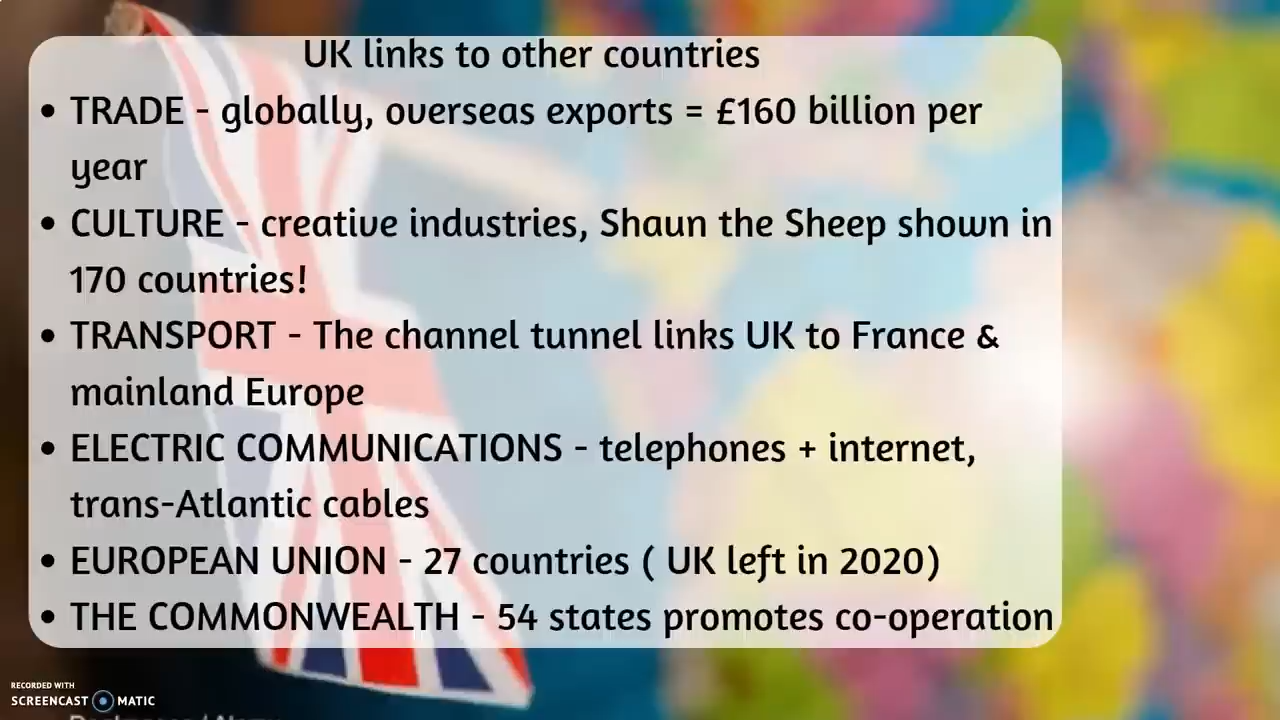 UK links to other countries
• TRADE - globally, overseas exports = £160 billion per
year
• CULTURE - creative industries, Shaun the Sheep shown in
170 countries!
• TRANSPORT - The channel tunnel links UK to France &
mainland Europe
• ELECTRIC COMMUNICATIONS - telephones + internet,
trans-Atlantic cables
• EUROPEAN UNION - 27 countries ( UK left in 2020)
• THE COMMONWEALTH - 54 states promotes co-operation
RECORDED WITH
SCREENCAST MATIC